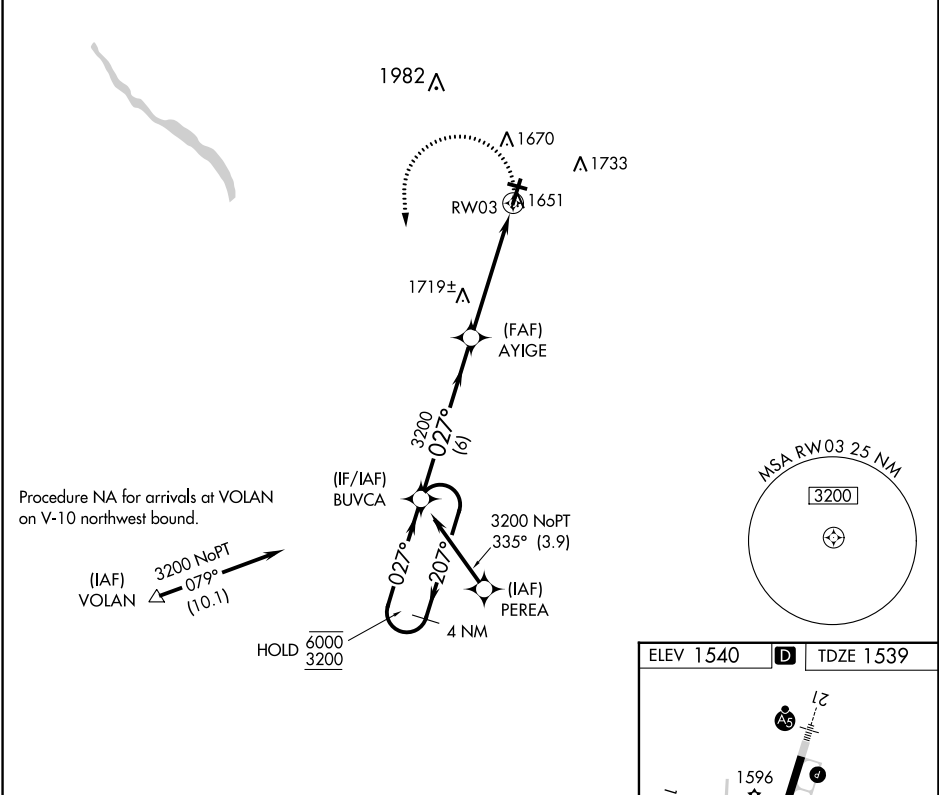 1982
1670
1733
RW03
1651
1719±
(FAF)
AYIGE
3200
027°
(6)
(IF/IAF)
BUVCA
MSA RW03 25 NM
3200
Procedure NA for arrivals at VOLAN
on V-10 northwest bound.
3200 NoPT
335° (3.9)
(IAF)
VOLAN
3200 NoPT
079°
(10.1)
027°
207°
(IAF)
PEREA
4 NM
HOLD 6000
3200
ELEV 1540
D
TDZE 1539
21
A5
1596
P